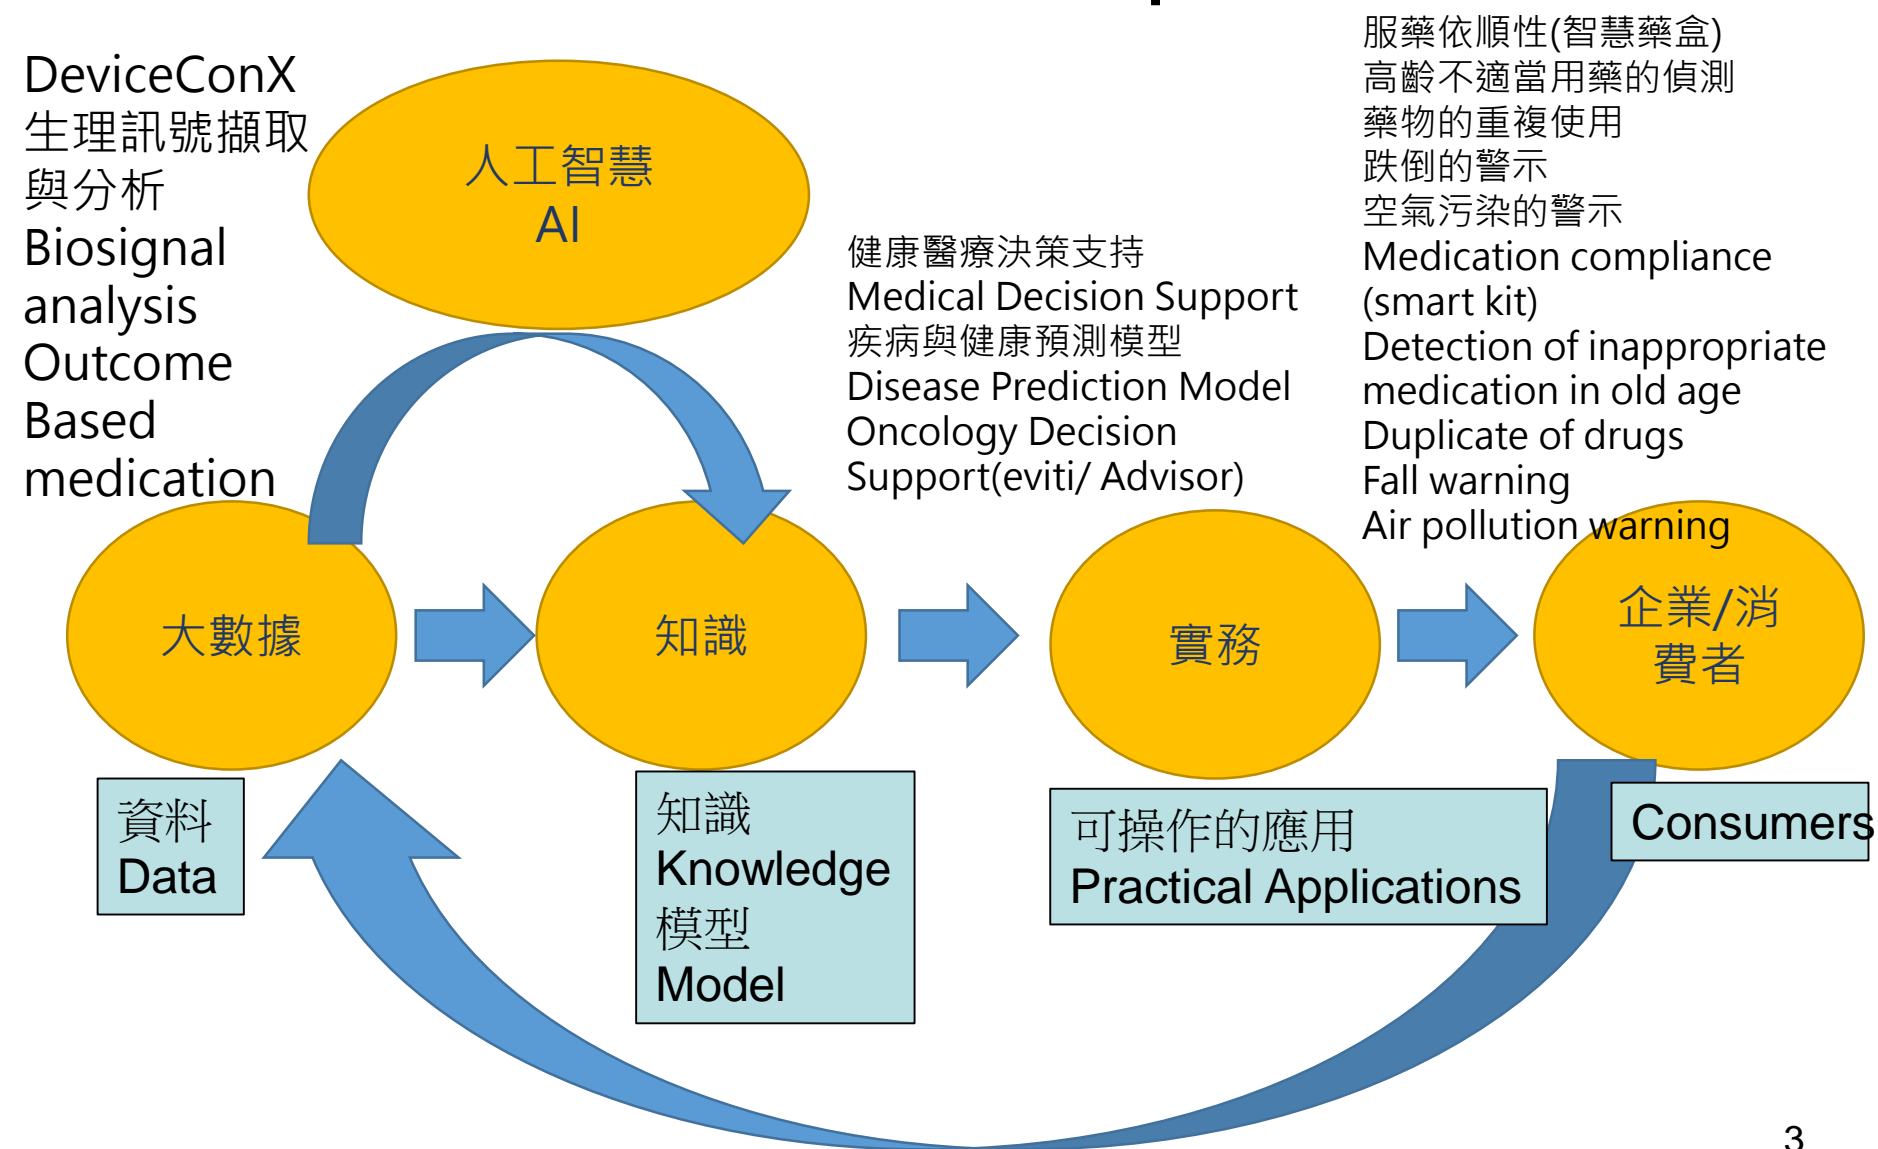 DeviceConX
生理訊號擷取
與分析
Biosignal
analysis
Outcome
Based
medication
人工智慧
AI
健康醫療決策支持
Medical Decision Support
疾病與健康預測模型
Disease Prediction Model
Oncology Decision
Support(eviti/ Advisor)
服藥依順性(智慧藥盒)
高齡不適當用藥的偵測
藥物的重複使用
跌倒的警示
空氣污染的警示
Medication compliance
(smart kit)
Detection of inappropriate
medication in old age
Duplicate of drugs
Fall warning
Air pollution warning
大數據
知識
實務
企業/消
費者
資料
Data
知識
Knowledge
模型
Model
可操作的應用
Practical Applications
Consumers
3